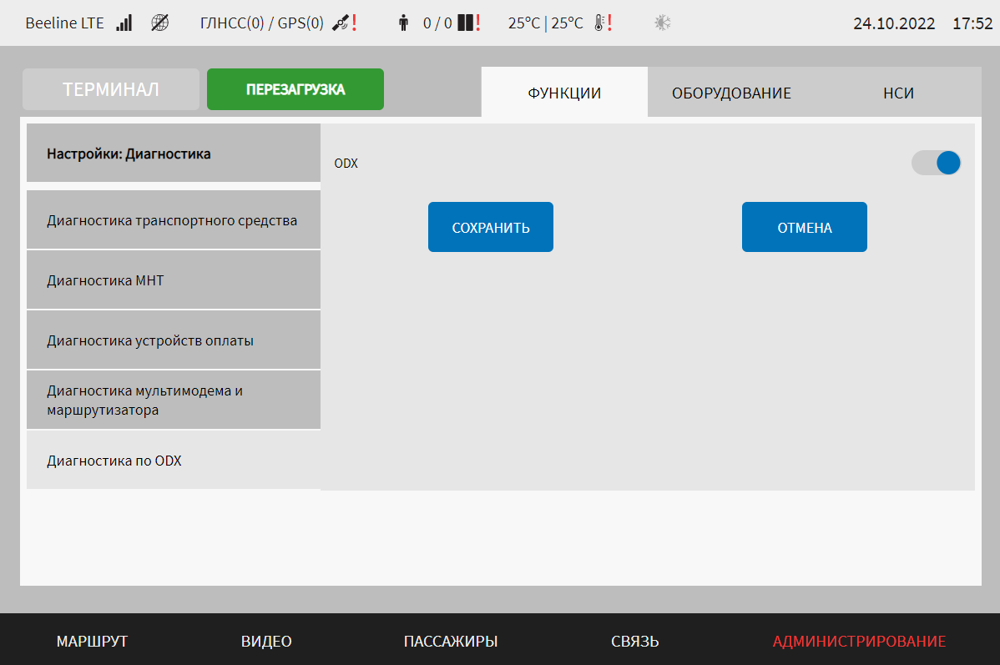 Beeline LTE ГЛНСС(0) / GPS(0) ! 0 / 0 ! 25°C | 25°C ! 24.10.2022 17:52
ТЕРМИНАЛ ПЕРЕЗАГРУЗКА ФУНКЦИИ ОБОРУДОВАНИЕ НСИ
Настройки: Диагностика
ODX
Диагностика транспортного средства
СОХРАНИТЬ ОТМЕНА
Диагностика МНТ
Диагностика устройств оплаты
Диагностика мультимодема и
маршрутизатора
Диагностика по ODX
МАРШРУТ ВИДЕО ПАССАЖИРЫ СВЯЗЬ АДМИНИСТРИРОВАНИЕ